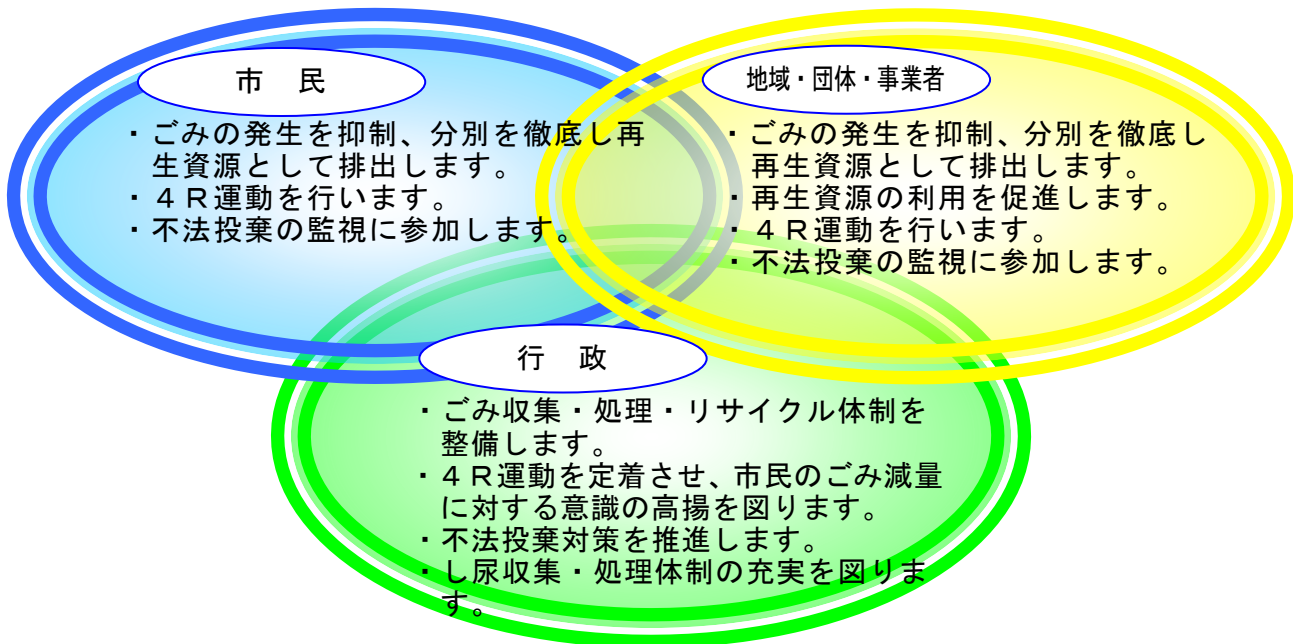 市　民
・ごみの発生を抑制、分別を徹底し再
生資源として排出します。
・４Ｒ運動を行います。
・不法投棄の監視に参加します。
地域・団体・事業者
・ごみの発生を抑制、分別を徹底し
再生資源として排出します。
・再生資源の利用を促進します。
・４Ｒ運動を行います。
・不法投棄の監視に参加します。
行　政
・ごみ収集・処理・リサイクル体制を
整備します。
・４Ｒ運動を定着させ、市民のごみ減量
に対する意識の高揚を図ります。
・不法投棄対策を推進します。
・し尿収集・処理体制の充実を図りま
す。